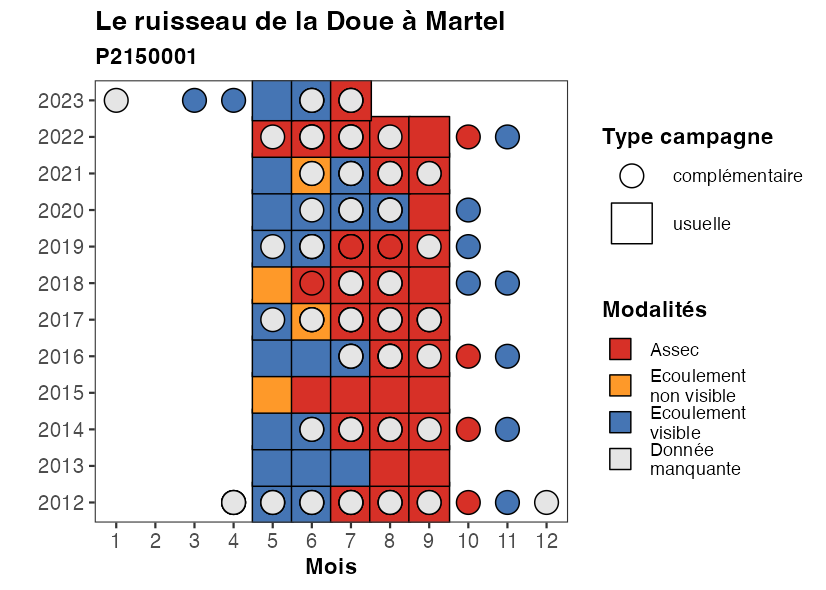 Le ruisseau de la Doue à Martel
P2150001
2023
2022
2021
2020
2019
2018
2017
2016
2015
2014
2013
2012
1 2 3 4 5 6 7 8 9 10 11 12
Mois
Type campagne
complémentaire
usuelle
Modalités
Assec
Ecoulement
non visible
Ecoulement
visible
Donnée
manquante